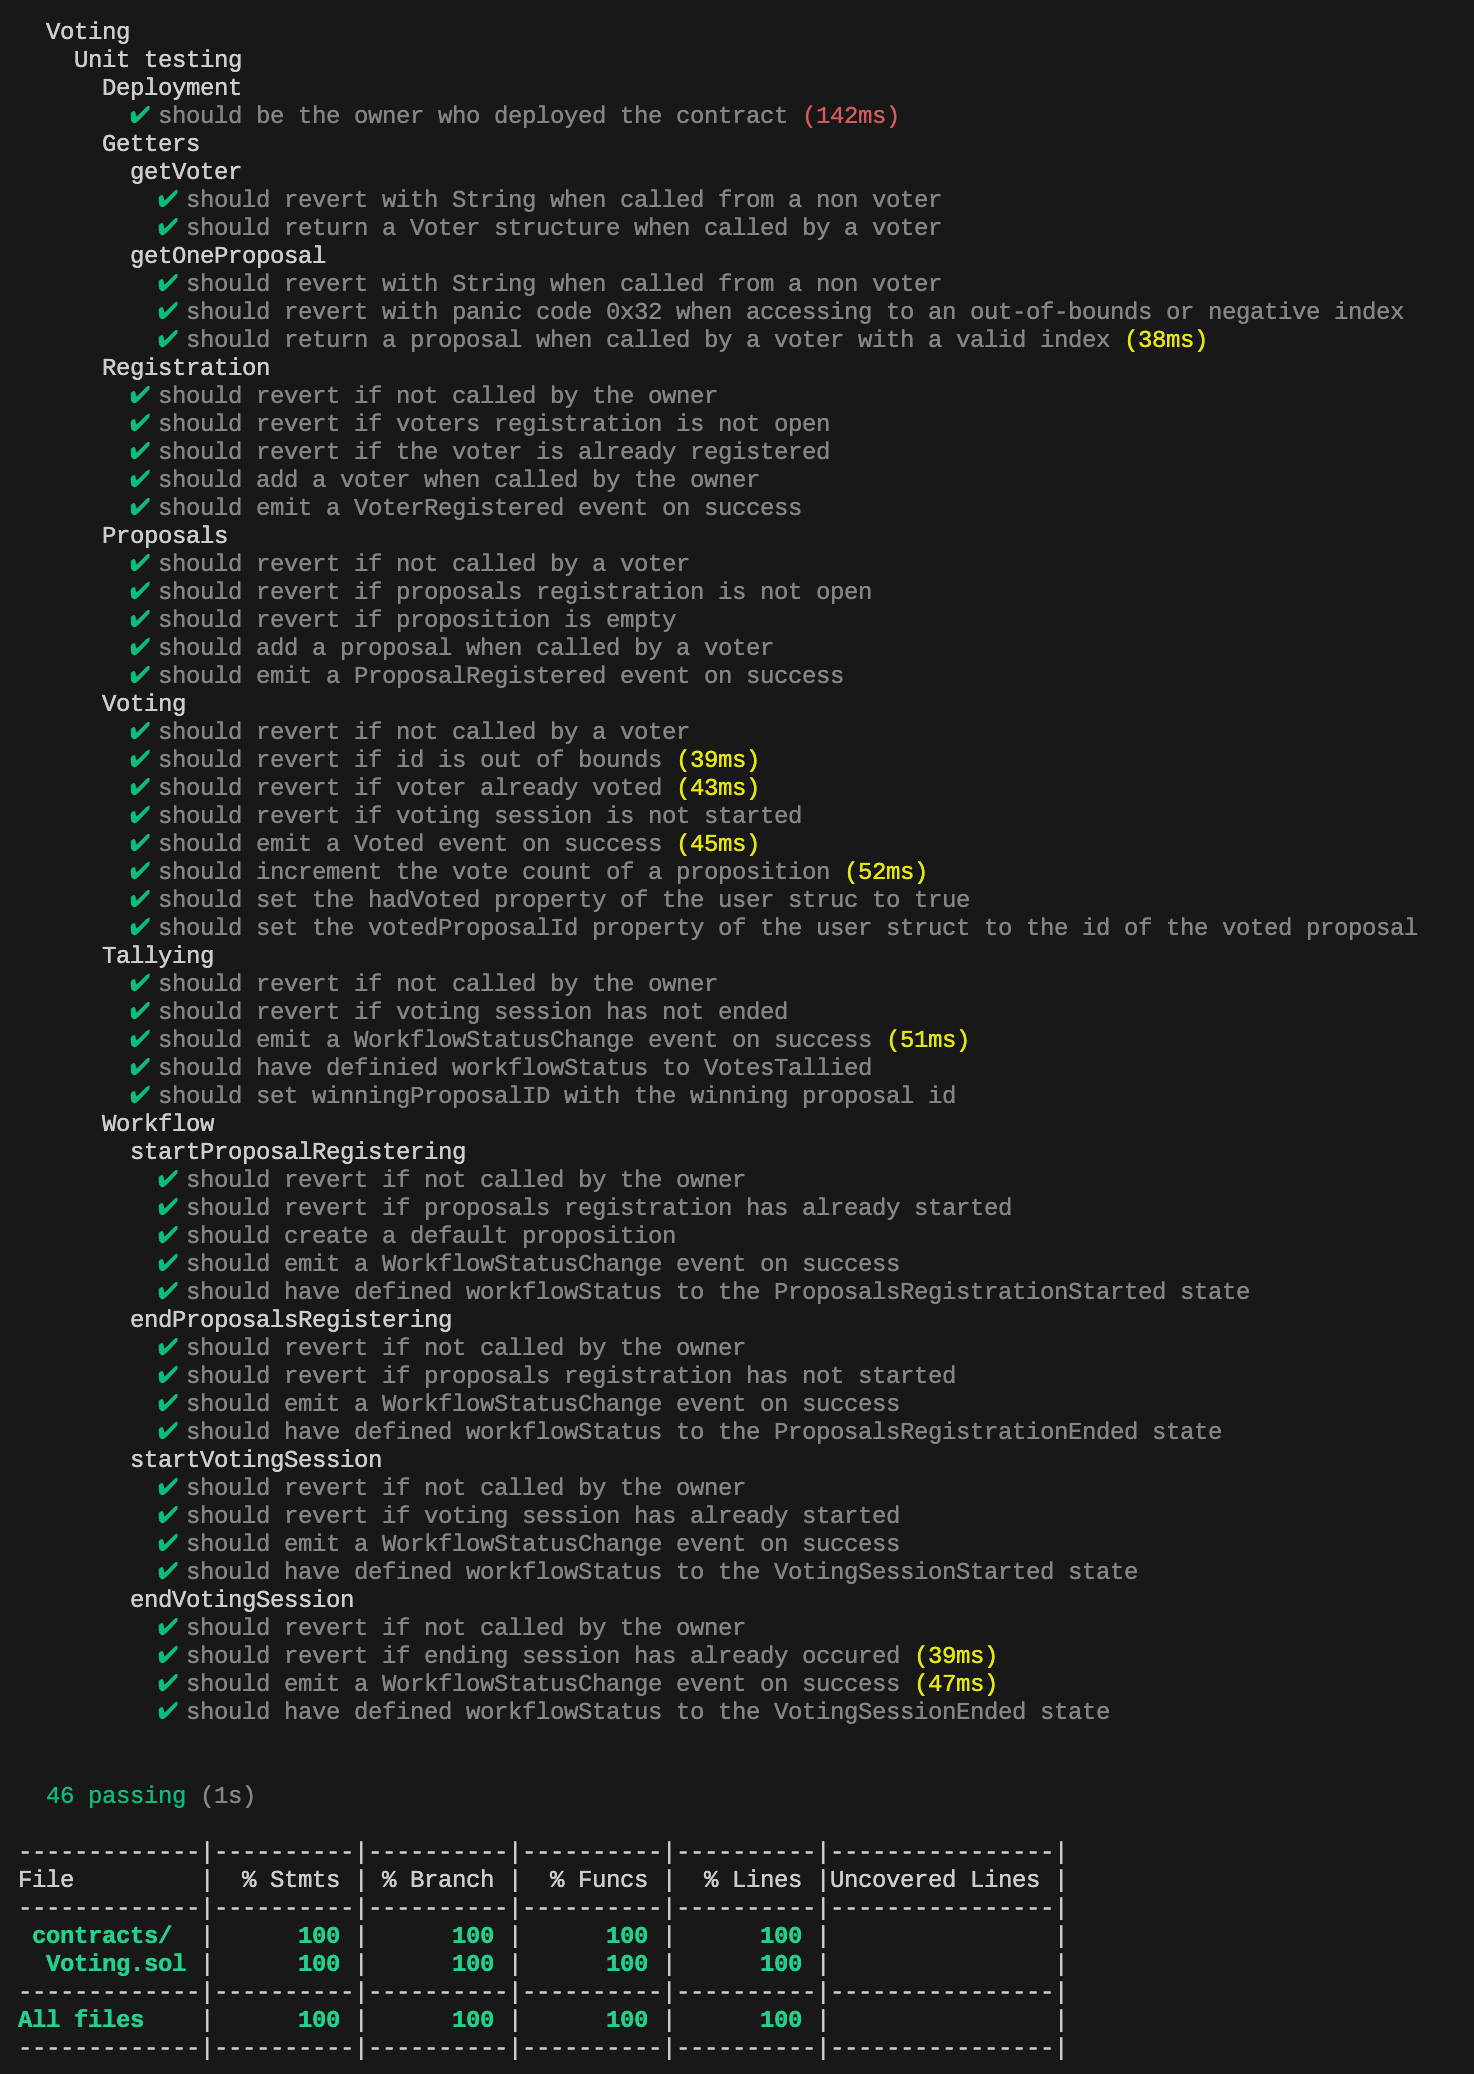 Voting
Unit testing
Deployment
✔ should be the owner who deployed the contract (142ms)
Getters
getVoter
✔ should revert with String when called from a non voter
✔ should return a Voter structure when called by a voter
getOneProposal
✔ should revert with String when called from a non voter
✔ should revert with panic code 0x32 when accessing to an out-of-bounds or negative index
✔ should return a proposal when called by a voter with a valid index (38ms)
Registration
✔ should revert if not called by the owner
✔ should revert if voters registration is not open
✔ should revert if the voter is already registered
✔ should add a voter when called by the owner
✔ should emit a VoterRegistered event on success
Proposals
✔ should revert if not called by a voter
✔ should revert if proposals registration is not open
✔ should revert if proposition is empty
✔ should add a proposal when called by a voter
✔ should emit a ProposalRegistered event on success
Voting
✔ should revert if not called by a voter
✔ should revert if id is out of bounds (39ms)
✔ should revert if voter already voted (43ms)
✔ should revert if voting session is not started
✔ should emit a Voted event on success (45ms)
✔ should increment the vote count of a proposition (52ms)
✔ should set the hadVoted property of the user struc to true
✔ should set the votedProposalId property of the user struct to the id of the voted proposal
Tallying
✔ should revert if not called by the owner
✔ should revert if voting session has not ended
✔ should emit a WorkflowStatusChange event on success (51ms)
✔ should have definied workflowStatus to VotesTallied
✔ should set winningProposalID with the winning proposal id
Workflow
startProposalRegistering
✔ should revert if not called by the owner
✔ should revert if proposals registration has already started
✔ should create a default proposition
✔ should emit a WorkflowStatusChange event on success
✔ should have defined workflowStatus to the ProposalsRegistrationStarted state
endProposalsRegistering
✔ should revert if not called by the owner
✔ should revert if proposals registration has not started
✔ should emit a WorkflowStatusChange event on success
✔ should have defined workflowStatus to the ProposalsRegistrationEnded state
startVotingSession
✔ should revert if not called by the owner
✔ should revert if voting session has already started
✔ should emit a WorkflowStatusChange event on success
✔ should have defined workflowStatus to the VotingSessionStarted state
endVotingSession
✔ should revert if not called by the owner
✔ should revert if ending session has already occured (39ms)
✔ should emit a WorkflowStatusChange event on success (47ms)
✔ should have defined workflowStatus to the VotingSessionEnded state
46 passing (1s)
-------------|----------|----------|----------|----------|----------------|
File         |  % Stmts | % Branch |  % Funcs |  % Lines |Uncovered Lines |
-------------|----------|----------|----------|----------|----------------|
 contracts/  |      100 |      100 |      100 |      100 |                |
  Voting.sol |      100 |      100 |      100 |      100 |                |
-------------|----------|----------|----------|----------|----------------|
All files    |      100 |      100 |      100 |      100 |                |
-------------|----------|----------|----------|----------|----------------|